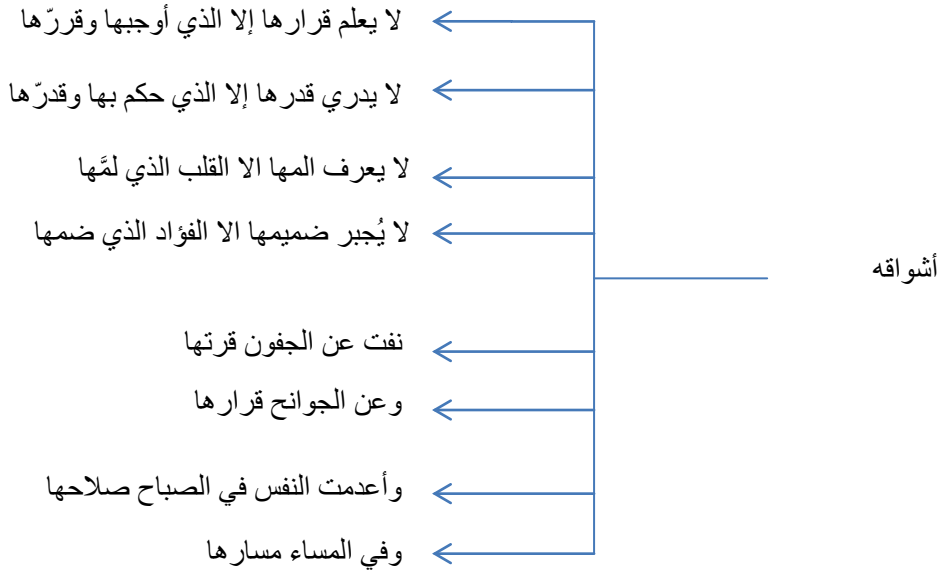 لا يعلم قرارها إلا الذي أوجبها وقررّها
لا يدري قدرها إلا الذي حكم بها وقدرّها
لا يعرف المها الا القلب الذي لمَّها
لا يُجبر ضميمها الا الفؤاد الذي ضمها
أشواقه
نفت عن الجفون قرتها
وعن الجوانح قرارها
وأعدمت النفس في الصباح صلاحها
وفي المساء مسارها